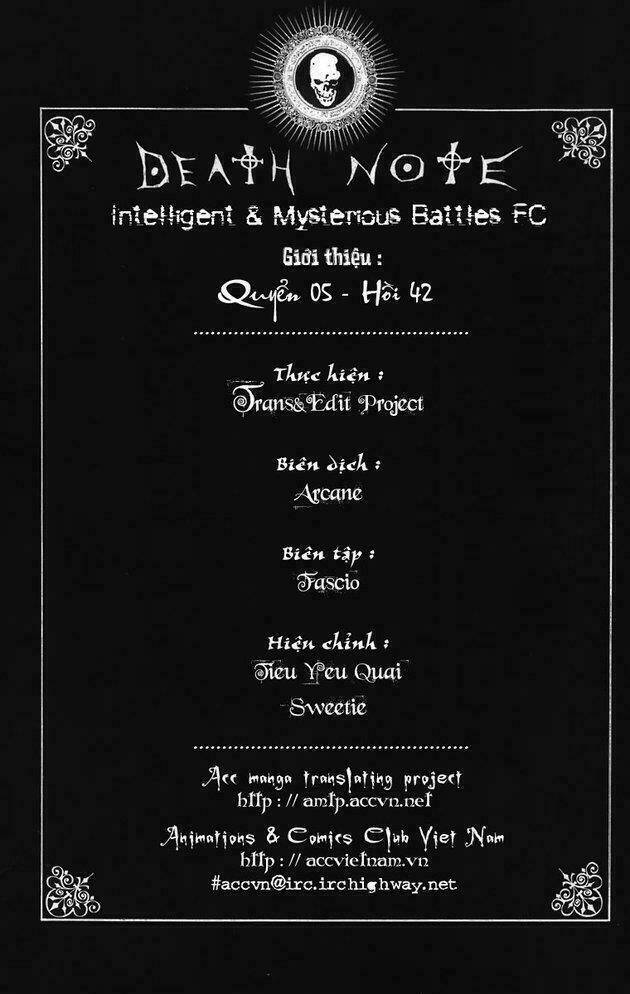 DEATH NOTE
Intelligent & Mysterious Battles FC
Giới thiệu :
Quyển 05 - Hồi 42
Thực hiện :
Trans&Edit Project
Biên dịch :
Arcane
Biên tập :
Fascio
Hiệu chỉnh :
Tieu Yeu Quai
Sweetie
Acc manga translating project
http : // amtp.accvn.net
Animations & Comics Club Viet Nam
http : // accvietnam.vn
#accvn@irc.irchighway.net